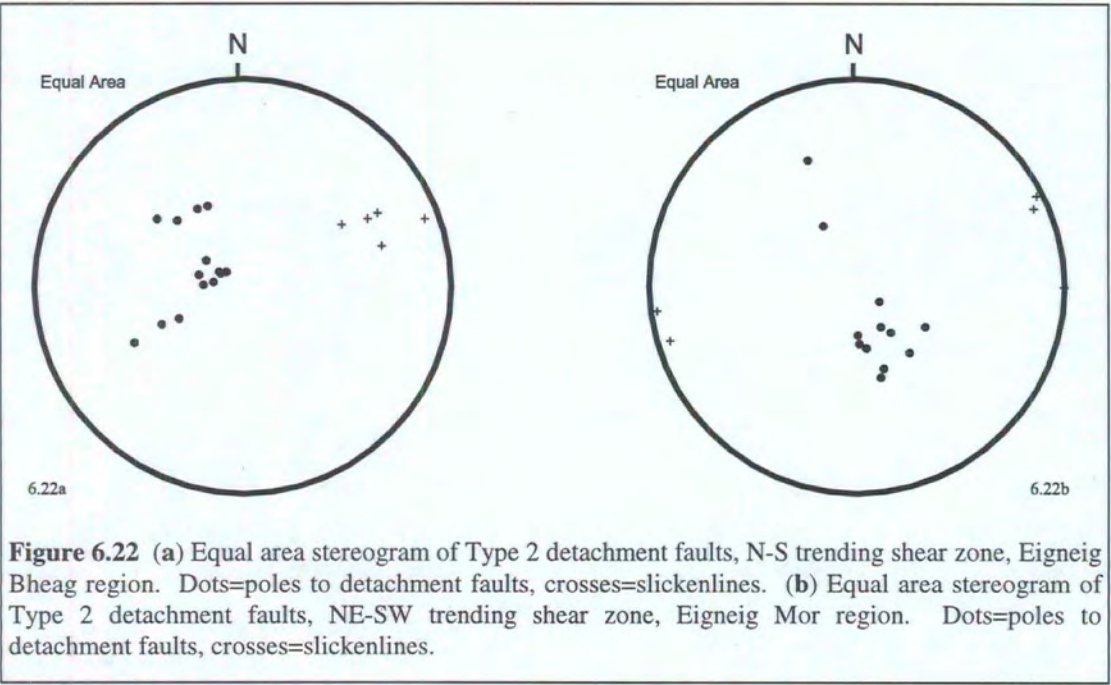 N
N
Equal Area
Equal Area
6.22a
6.22b
Figure 6.22 (a) Equal area stereogram of Type 2 detachment faults, N-S trending shear zone, Eigneig
Bheag region. Dots=poles to detachment faults, crosses=slickenlines. (b) Equal area stereogram of
Type 2 detachment faults, NE-SW trending shear zone, Eigneig Mor region. Dots=poles to
detachment faults, crosses=slickenlines.